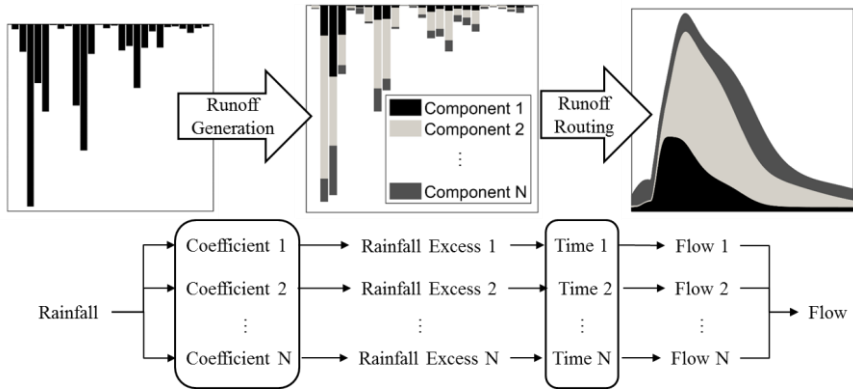 Runoff
Generation
Component 1
Component 2
⋮
Component N
Runoff
Routing
Coefficient 1
Rainfall Excess 1
Time 1
Flow 1
Rainfall
Coefficient 2
Rainfall Excess 2
Time 2
Flow 2
Flow
⋮
⋮
⋮
⋮
Coefficient N
Rainfall Excess N
Time N
Flow N